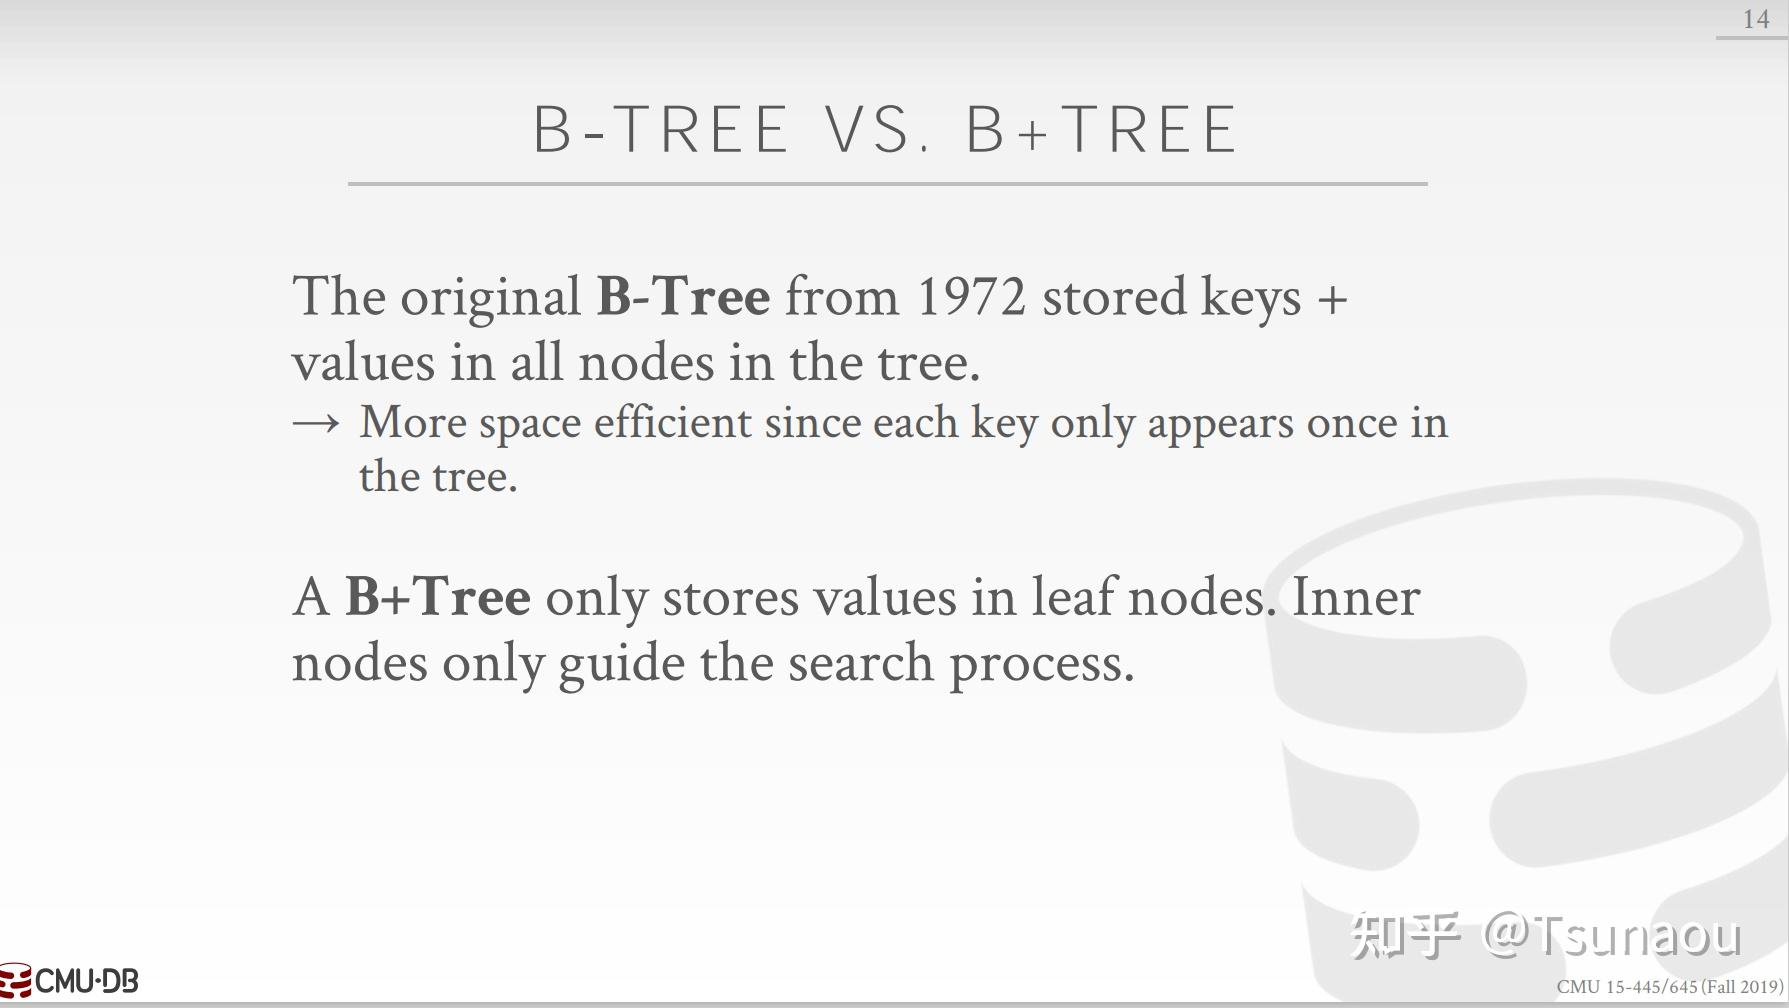 14
B-TREE VS. B+TREE
The original B-Tree from 1972 stored keys +
values in all nodes in the tree.
→ More space efficient since each key only appears once in
the tree.
A B+Tree only stores values in leaf nodes. Inner
nodes only guide the search process.
知乎 @Tsunaou
CMU·DB
CMU 15-445/645 (Fall 2019)